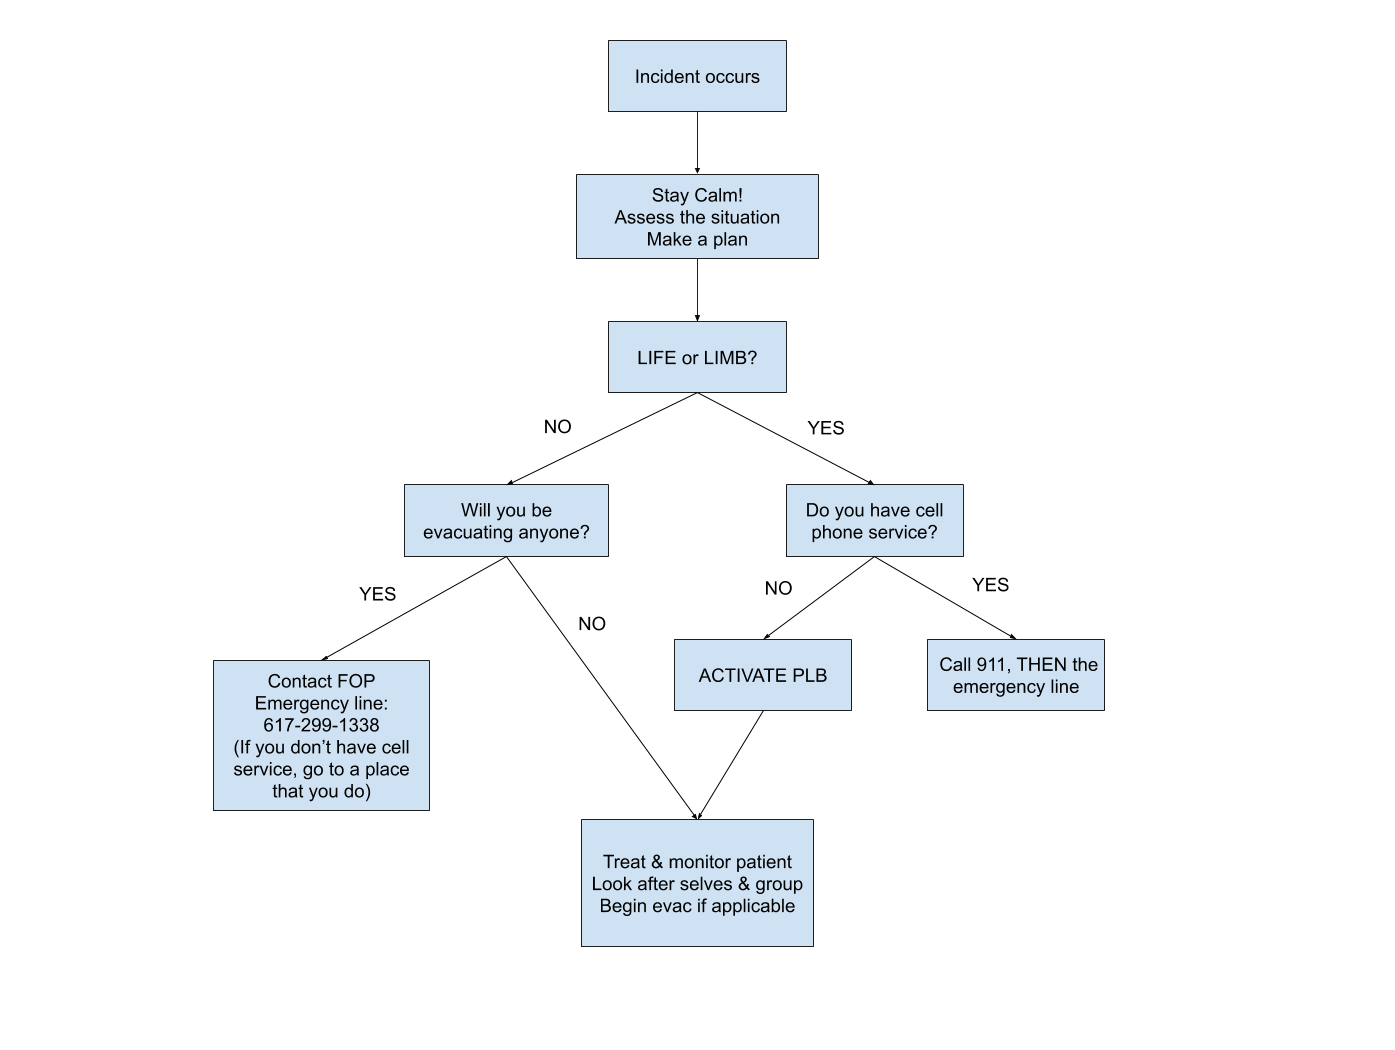 Incident occurs
Stay Calm!
Assess the situation
Make a plan
LIFE or LIMB?
NO
YES
Will you be
evacuating anyone?
Do you have cell
phone service?
YES
NO
NO
YES
Contact FOP
Emergency line:
617-299-1338
(If you don't have cell
service, go to a place
that you do)
ACTIVATE PLB
Call 911, THEN the
emergency line
Treat & monitor patient
Look after selves & group
Begin evac if applicable